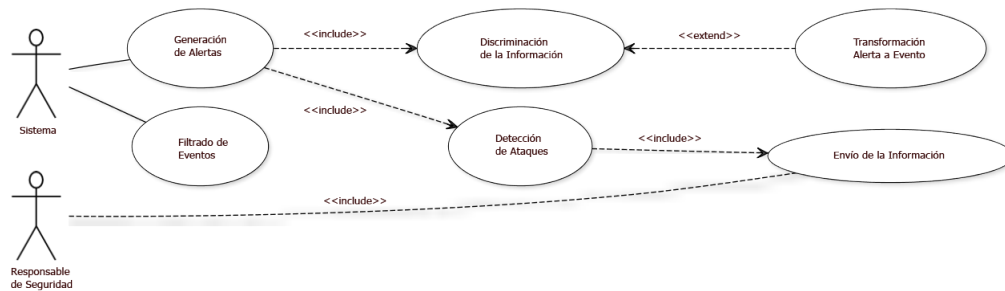 Generación
de Alertas
<<include>>
Discriminación
de la Información
<<extend>>
Transformación
Alerta a Evento
Sistema
<<include>>
Filtrado de
Eventos
Detección
de Ataques
<<include>>
Envío de la Información
<<include>>
Responsable
de Seguridad